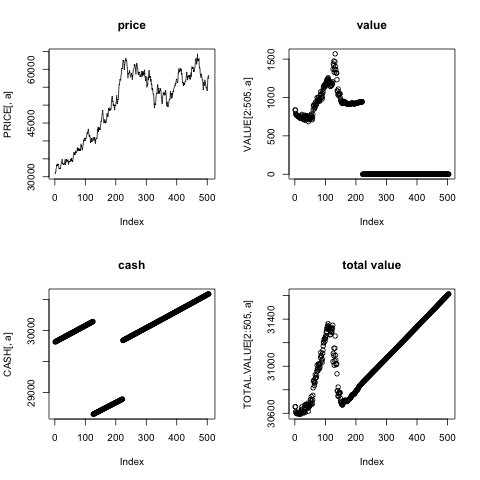 price
PRICE[, a]
30000 45000 60000
0 100 200 300 400 500
Index
value
VALUE[2:505, a]
0 500 1000 1500
0 100 200 300 400 500
Index
cash
CASH[, a]
29000 30000
0 100 200 300 400 500
Index
total value
TOTAL.VALUE[2:505, a]
30600 31000 31400
0 100 200 300 400 500
Index